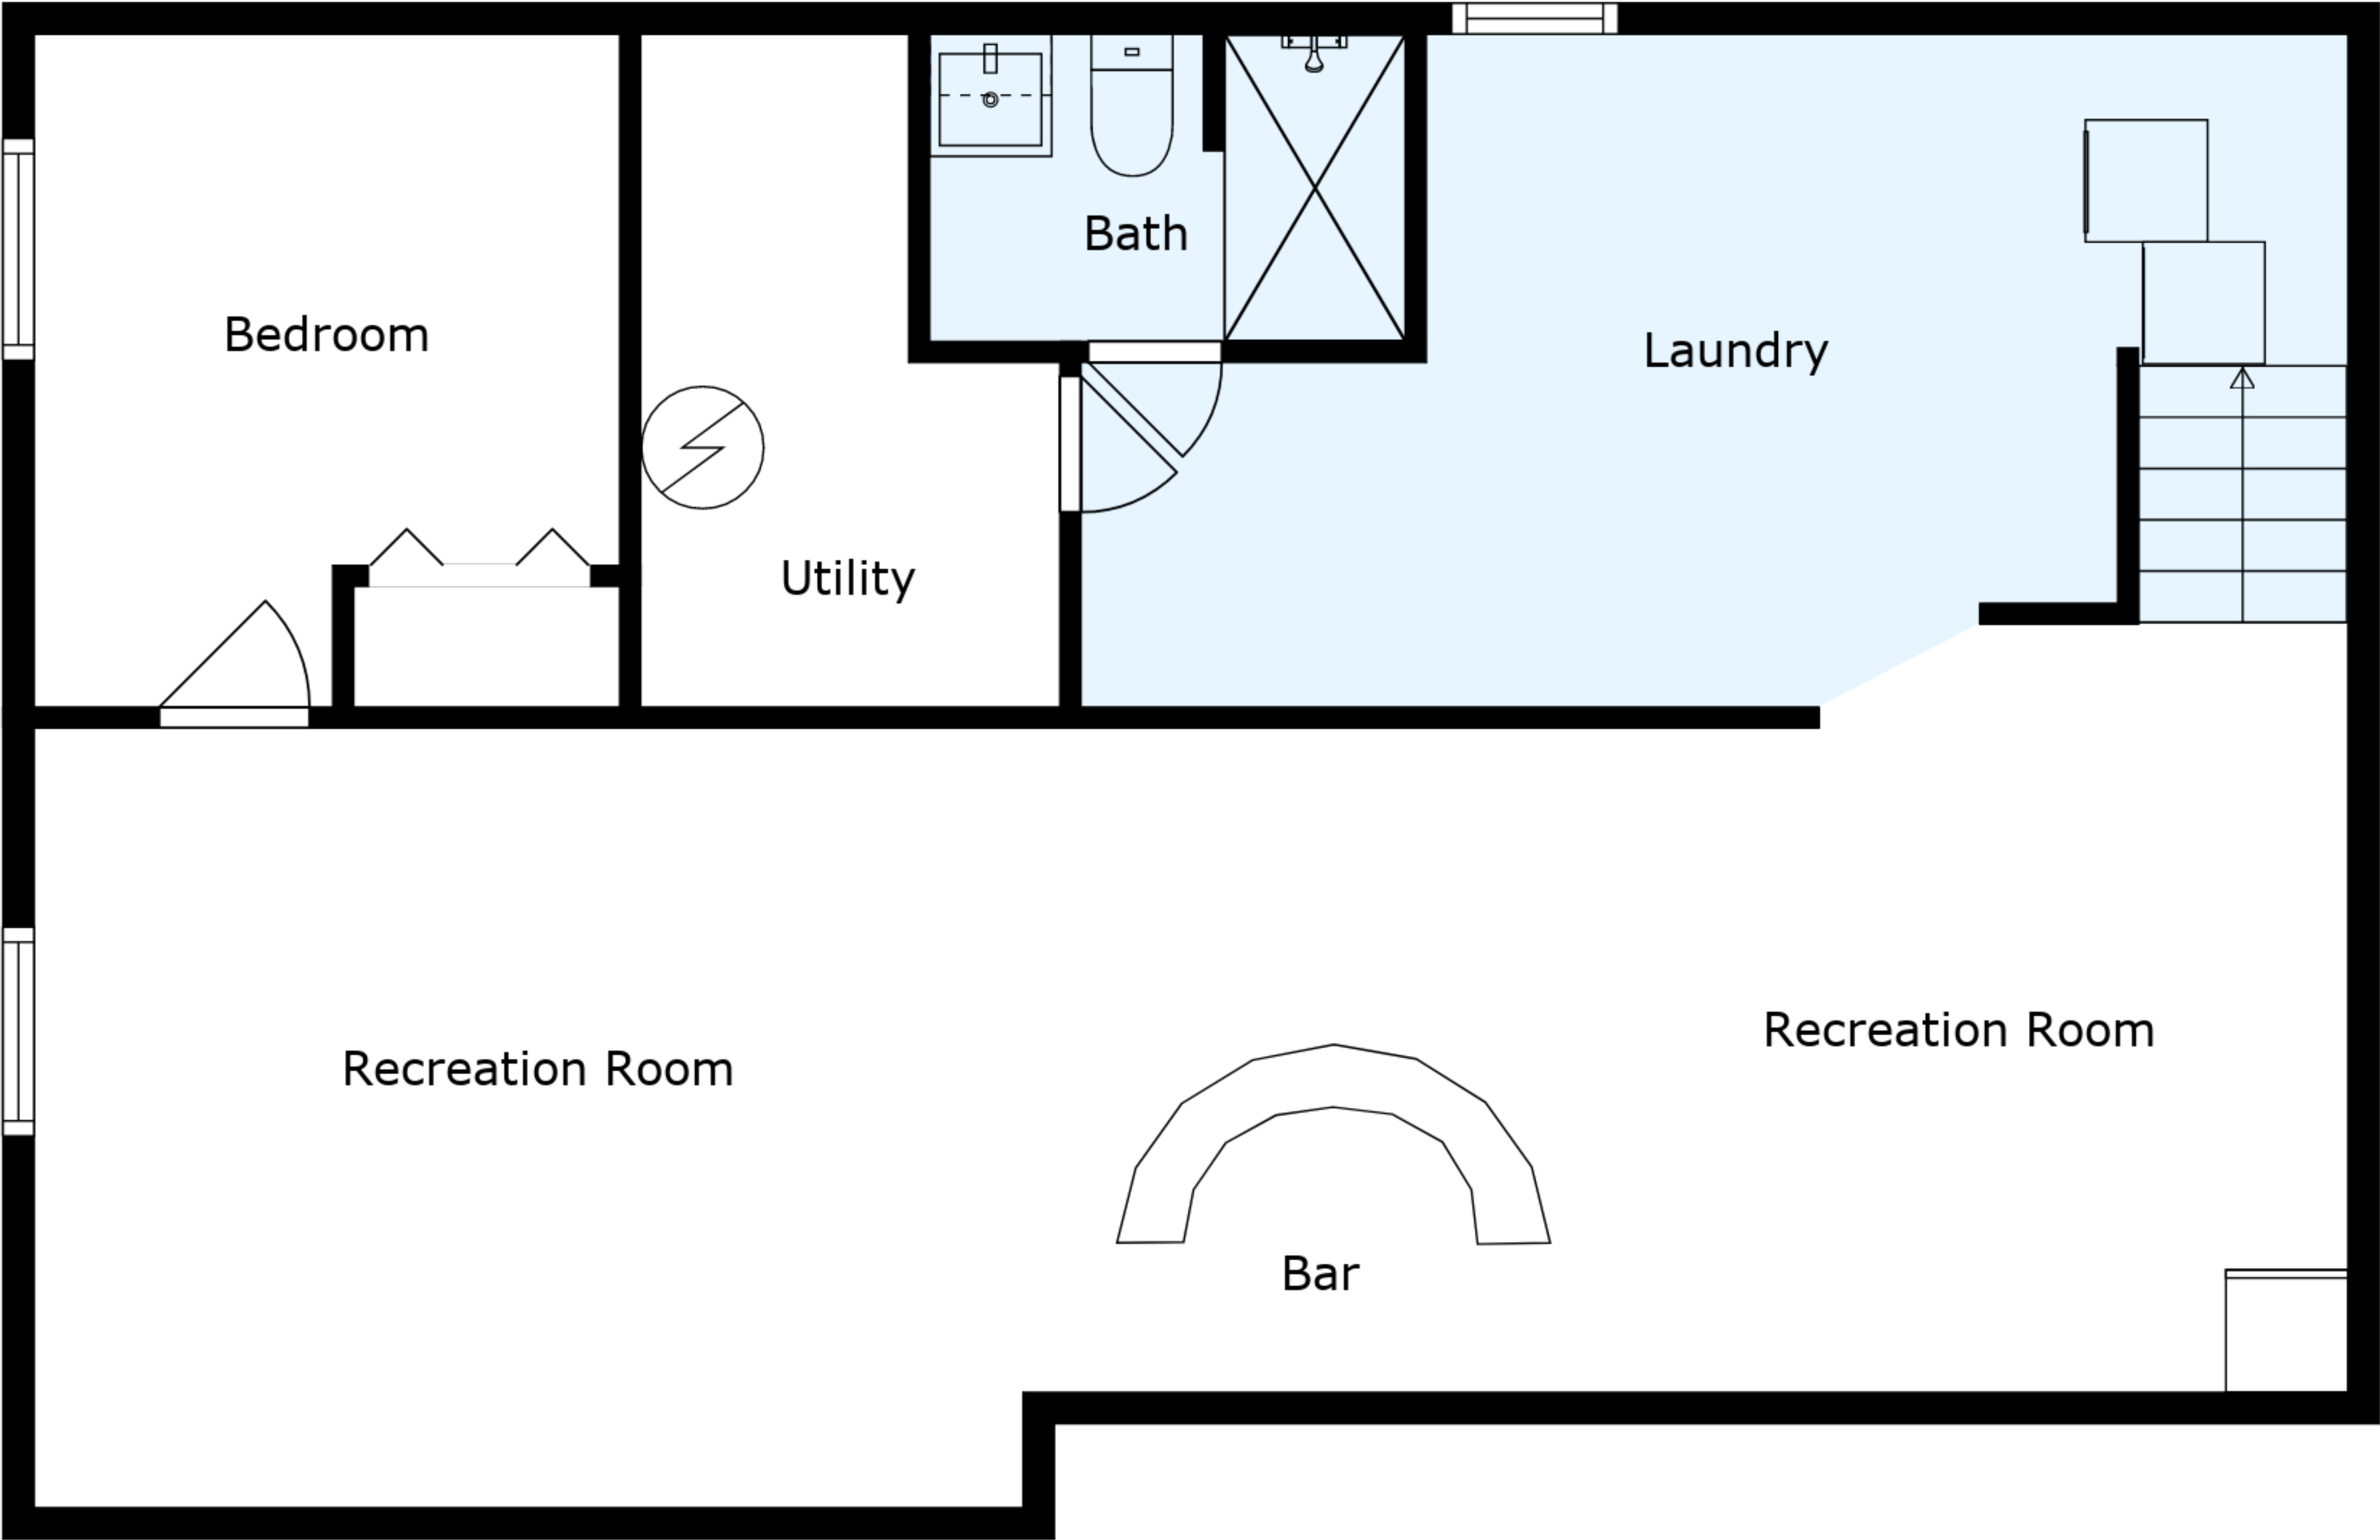 Bath
Bedroom
Laundry
Utility
Recreation Room
Recreation Room
Bar